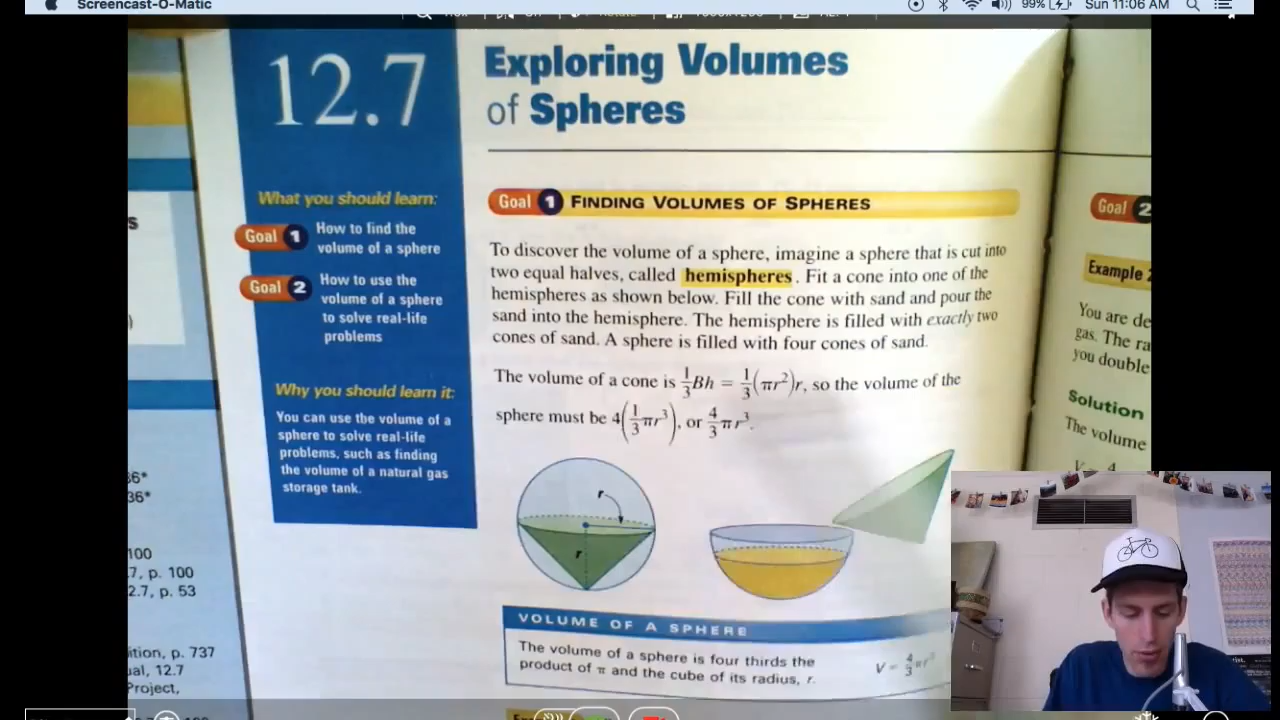 Screencast-O-Matic
99%
Sun 11:06 AM
12.7
Exploring Volumes
of Spheres
What you should learn:
Goal 1 How to find the
volume of a sphere
Goal 2 How to use the
volume of a sphere
to solve real-life
problems
Why you should learn it:
You can use the volume of a
sphere to solve real-life
problems, such as finding
the volume of a natural gas
storage tank.
Goal 1 FINDING VOLUMES OF SPHERES
To discover the volume of a sphere, imagine a sphere that is cut into
two equal halves, called hemispheres. Fit a cone into one of the
hemispheres as shown below. Fill the cone with sand and pour the
sand into the hemisphere. The hemisphere is filled with exactly two
cones of sand. A sphere is filled with four cones of sand.
The volume of a cone is 1/3Bh = 1/3(πr²)r, so the volume of the
sphere must be 4(1/3πr³), or 4/3πr³.
r
r
VOLUME OF A SPHERE
The volume of a sphere is four thirds the
product of π and the cube of its radius, r.
V = 4/3πr³
Goal 2
Example
You are de
gas. The ra
you double
Solution
The volume
s
36*
36*
100
.7, p. 100
2.7, p. 53
ition, p. 737
ual, 12.7
Project,